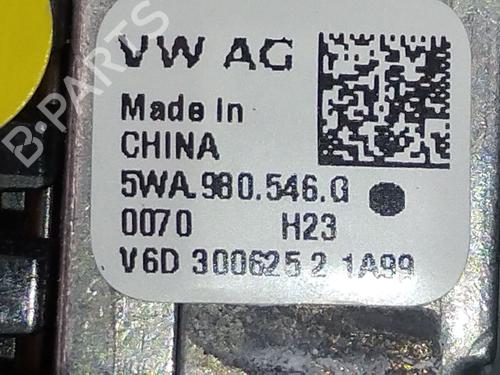 VW AG
Made in
CHINA
5WA.980.546.G
0070 H23
V6D 300625 2 1A99
B-PARTS